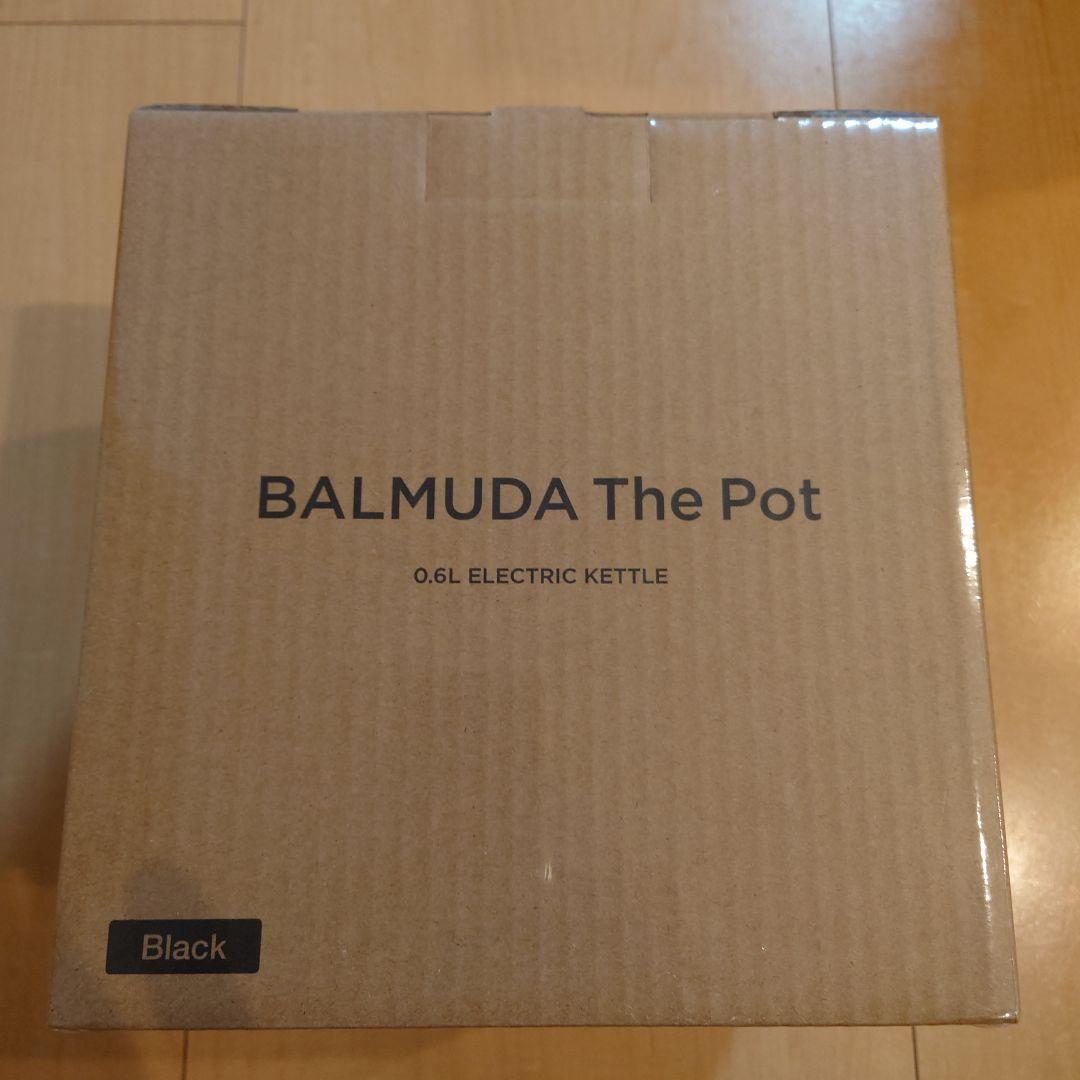 BALMUDA The Pot
0.6L ELECTRIC KETTLE
Black